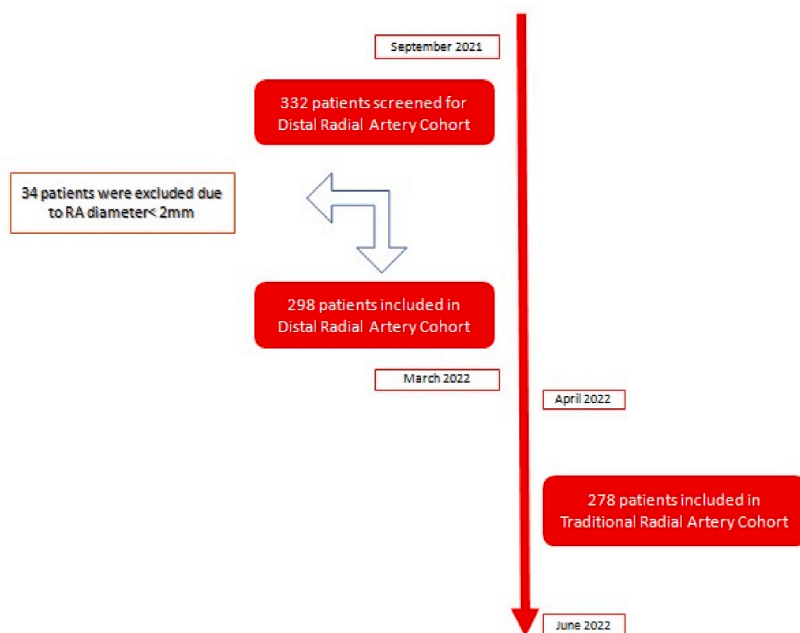 September 2021
332 patients screened for
Distal Radial Artery Cohort
34 patients were excluded due
to RA diameter< 2mm
298 patients included in
Distal Radial Artery Cohort
March 2022
April 2022
278 patients included in
Traditional Radial Artery Cohort
June 2022